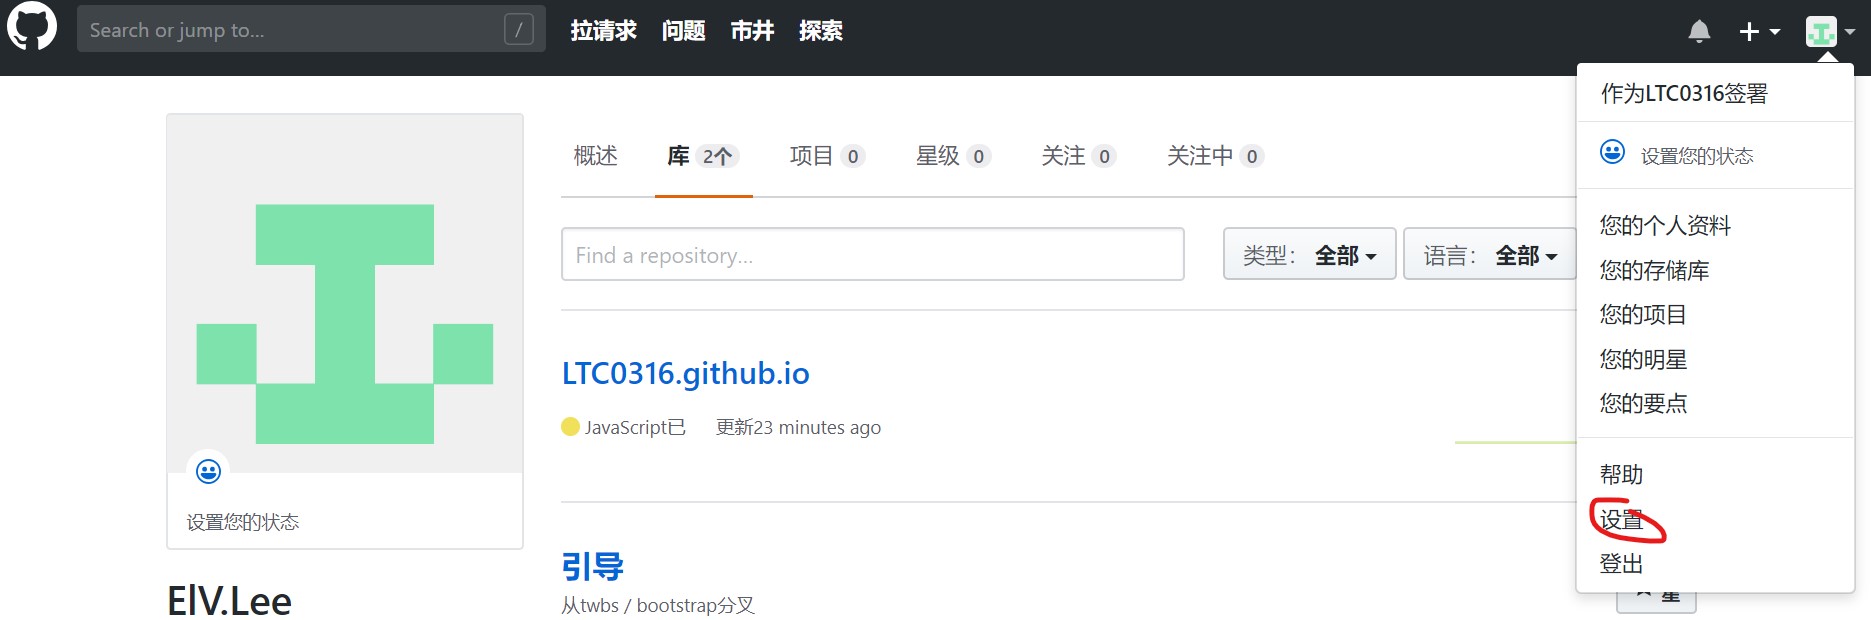 Search or jump to...
/
拉请求 问题 市井 探索
作为LTC0316签署
设置您的状态
您的个人资料
您的存储库
您的项目
您的明星
您的要点
帮助
设置
登出
概述 库 2个 项目 0 星级 0 关注 0 关注中 0
Find a repository...
类型： 全部 语言： 全部
LTC0316.github.io
JavaScript已 更新23 minutes ago
引导
从twbs / bootstrap分叉
星
设置您的状态
ElV.Lee